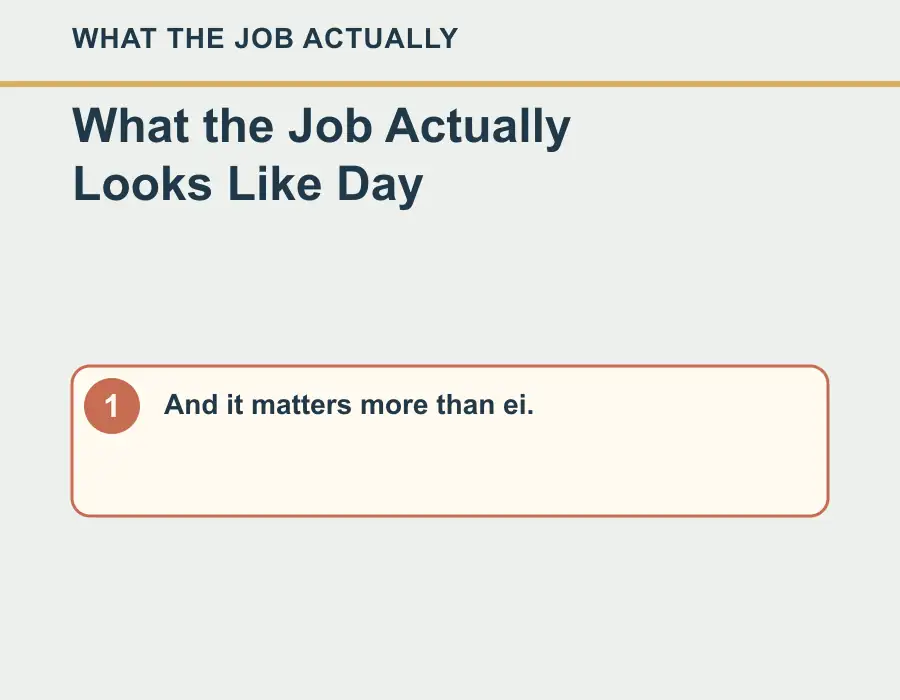 WHAT THE JOB ACTUALLY
What the Job Actually
Looks Like Day
1
And it matters more than ei.